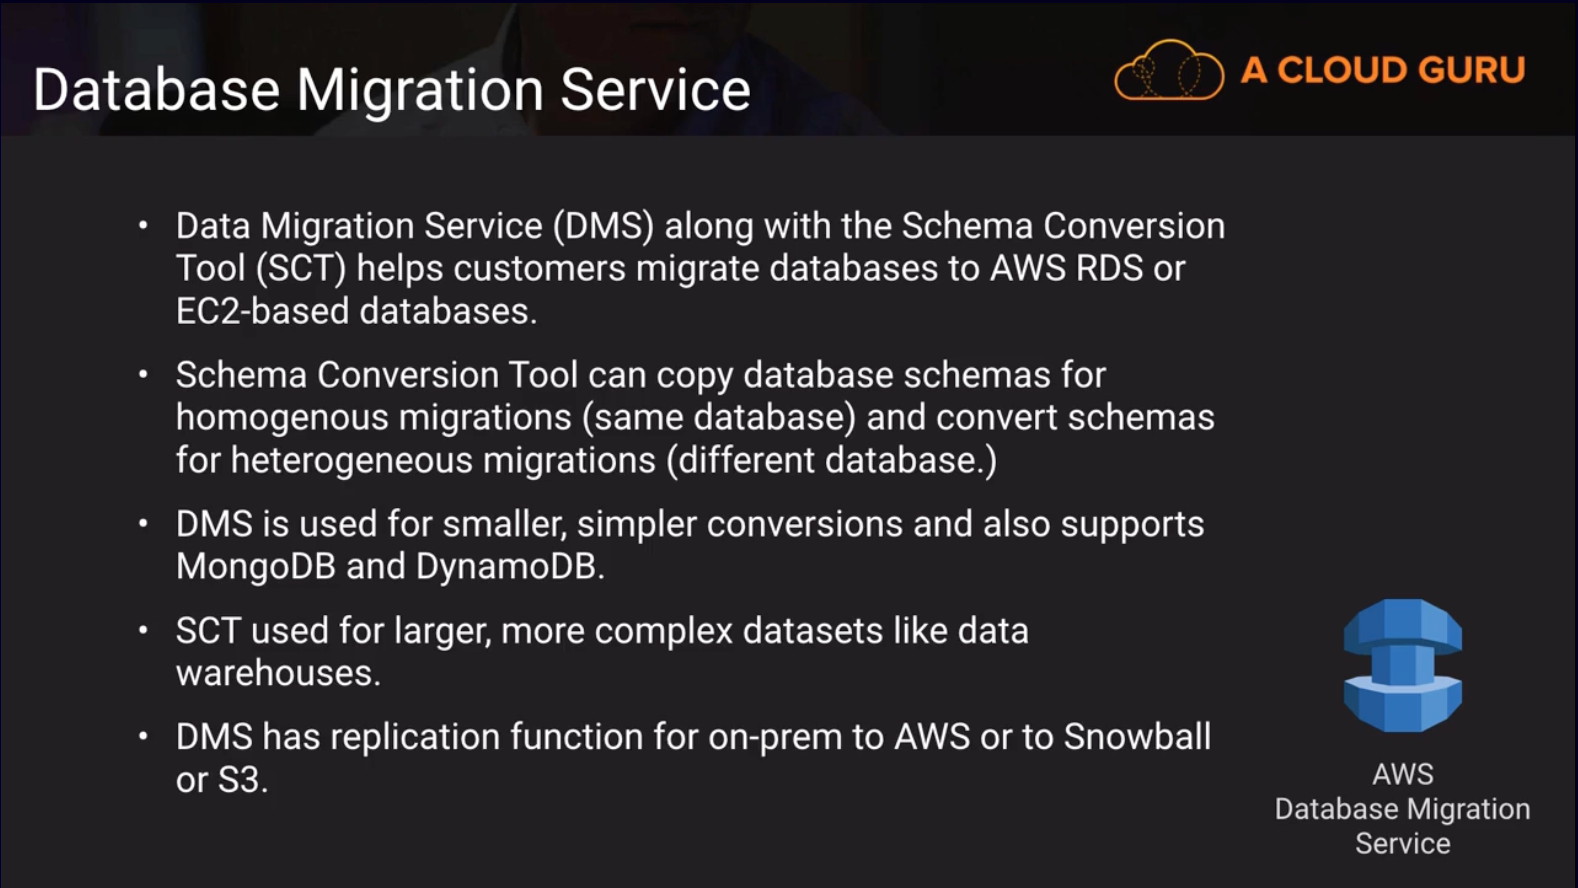 Database Migration Service
A CLOUD GURU
• Data Migration Service (DMS) along with the Schema Conversion
Tool (SCT) helps customers migrate databases to AWS RDS or
EC2-based databases.
• Schema Conversion Tool can copy database schemas for
homogenous migrations (same database) and convert schemas
for heterogeneous migrations (different database.)
• DMS is used for smaller, simpler conversions and also supports
MongoDB and DynamoDB.
• SCT used for larger, more complex datasets like data
warehouses.
• DMS has replication function for on-prem to AWS or to Snowball
or S3.
AWS
Database Migration
Service